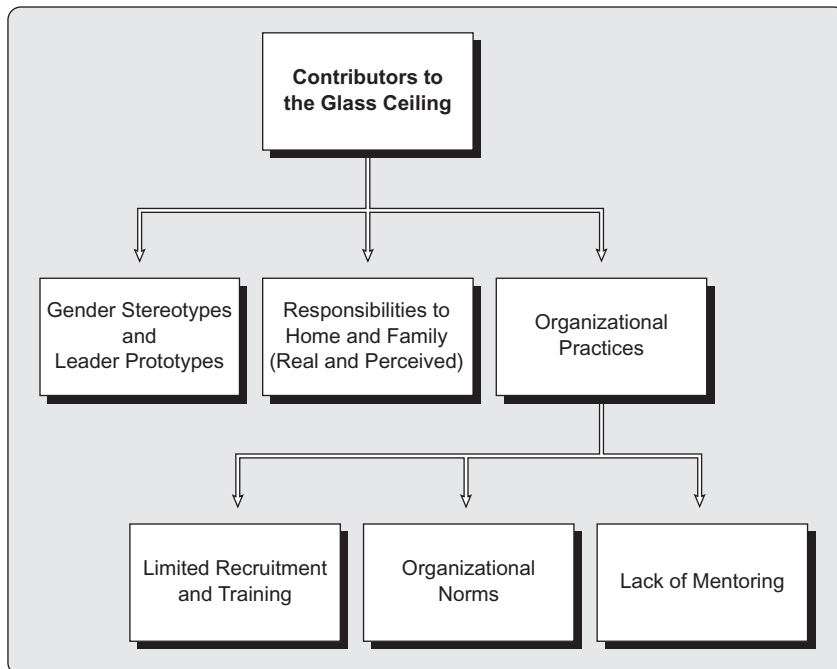 Contributors to
the Glass Ceiling
Gender Stereotypes
and
Leader Prototypes
Responsibilities to
Home and Family
(Real and Perceived)
Organizational
Practices
Limited Recruitment
and Training
Organizational
Norms
Lack of Mentoring